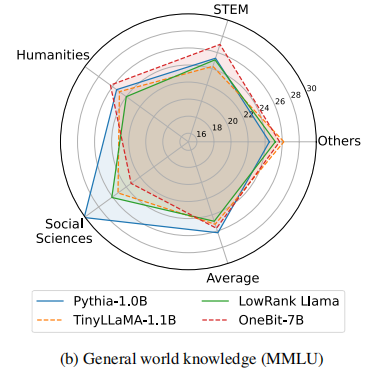 STEM
Humanities
16 18 20 22 24 26 28 30
Others
Social
Sciences
Average
Pythia-1.0B
LowRank Llama
TinyLLaMA-1.1B
OneBit-7B
(b) General world knowledge (MMLU)